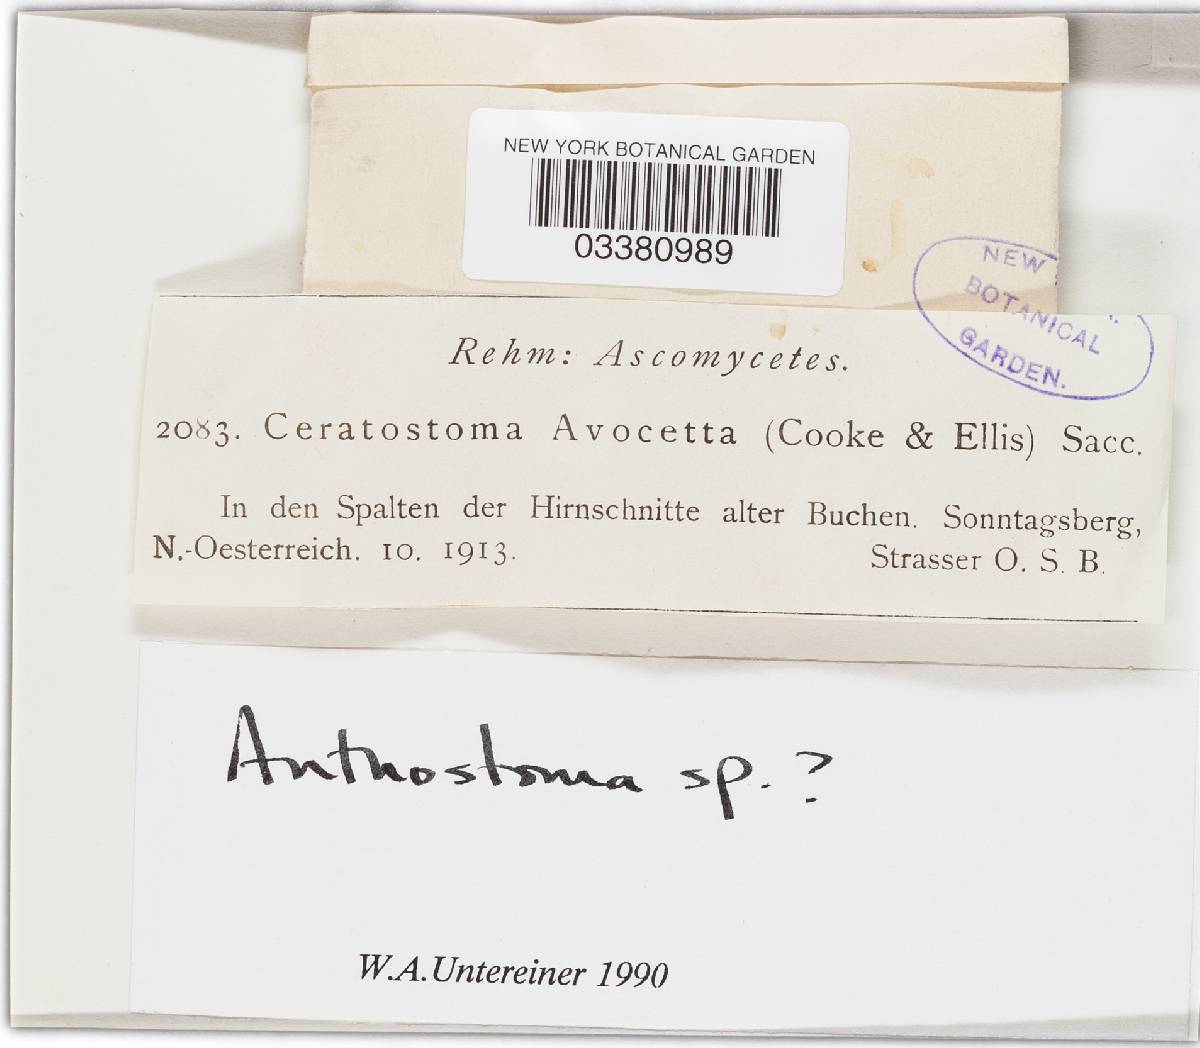 NEW YORK BOTANICAL GARDEN
03380989
NEW
BOTANICAL
GARDEN.
Rehm: Ascomycetes.
2083. Ceratostoma Avocetta (Cooke & Ellis) Sacc.
In den Spalten der Hirnschnitte alter Buchen. Sonntagsberg,
N.-Oesterreich. 10. 1913. Strasser O. S. B.
Anthostoma sp. ?
W.A.Untereiner 1990